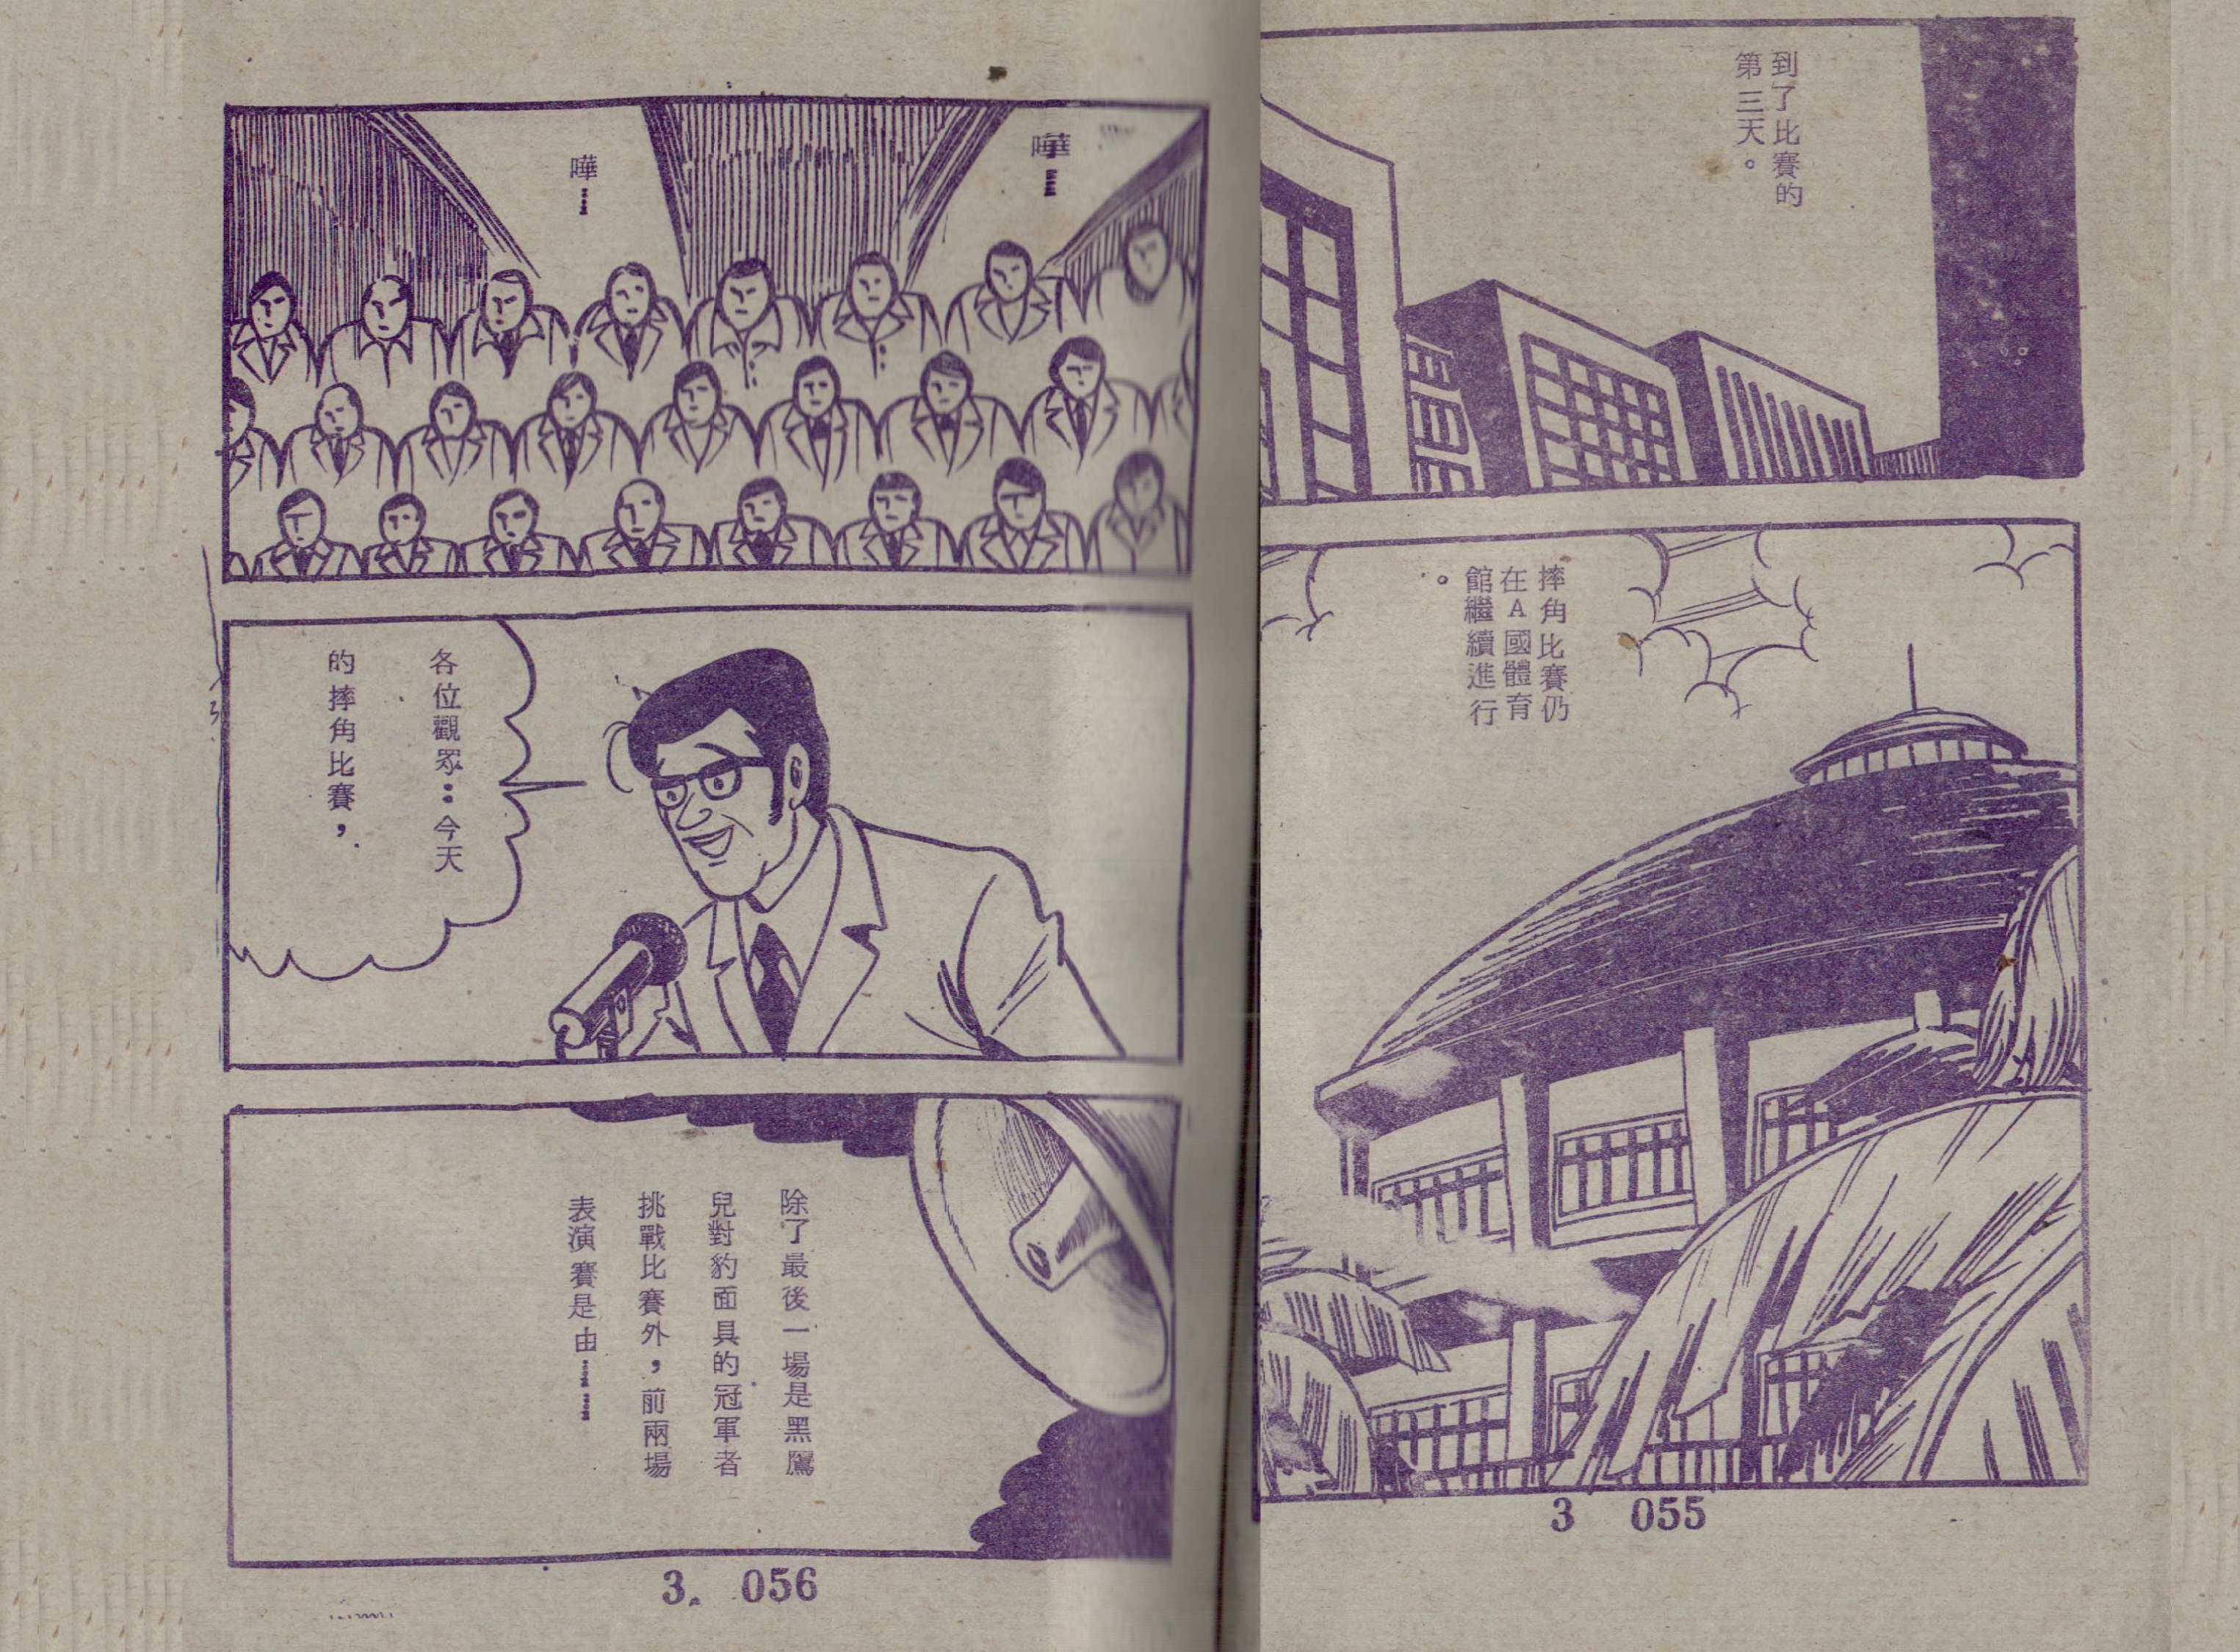 到了比賽的
第三天。
摔角比賽仍
在A國體育
館繼續進行
。
3 055
嘩┅
嘩┅
各位觀眾：今天
的摔角比賽，
除了最後一場是黑鷹
兒對豹面具的冠軍者
挑戰比賽外，前兩場
表演賽是由┅┅
3. 056